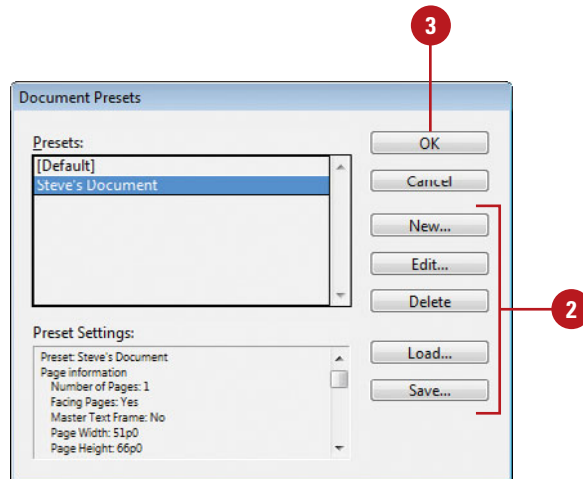 3
Document Presets
Presets:
[Default]
Steve's Document
OK
Cancel
New...
Edit...
Delete
Load...
Save...
2
Preset Settings:
Preset: Steve's Document
Page information
Number of Pages: 1
Facing Pages: Yes
Master Text Frame: No
Page Width: 51p0
Page Height: 66p0